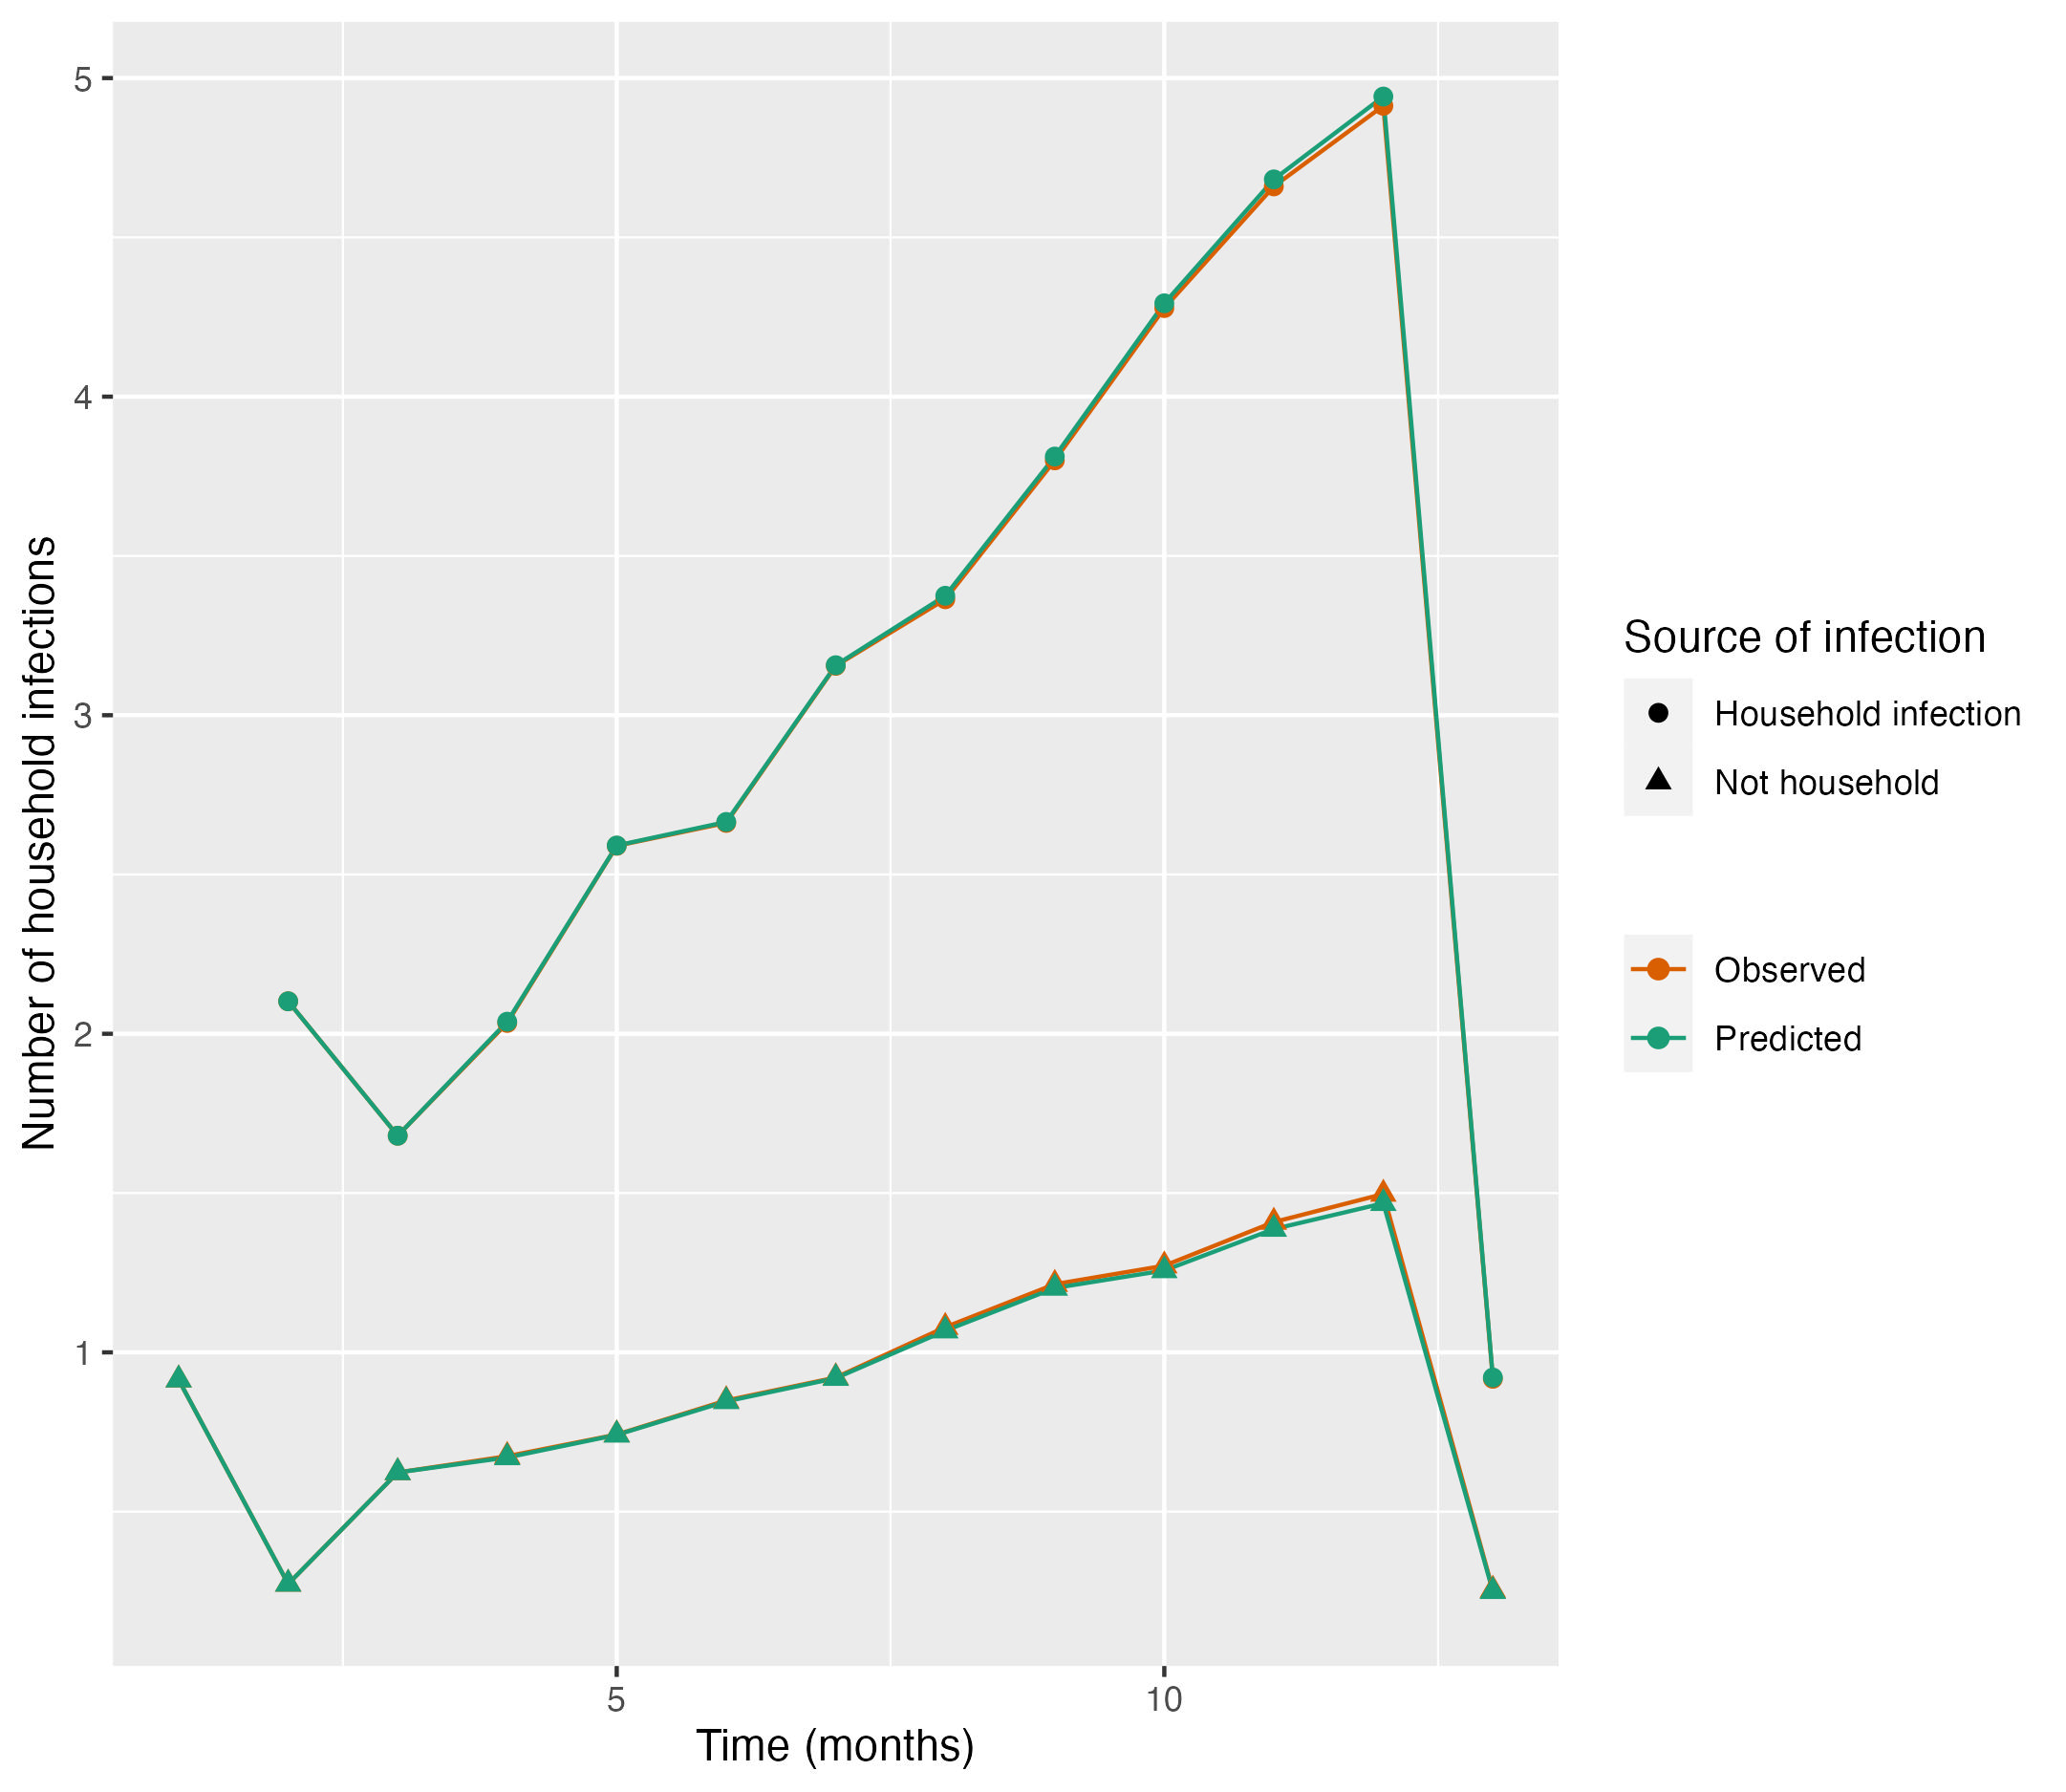 Number of household infections
5
4
3
2
1
5
10
Time (months)
Source of infection
Household infection
Not household
Observed
Predicted